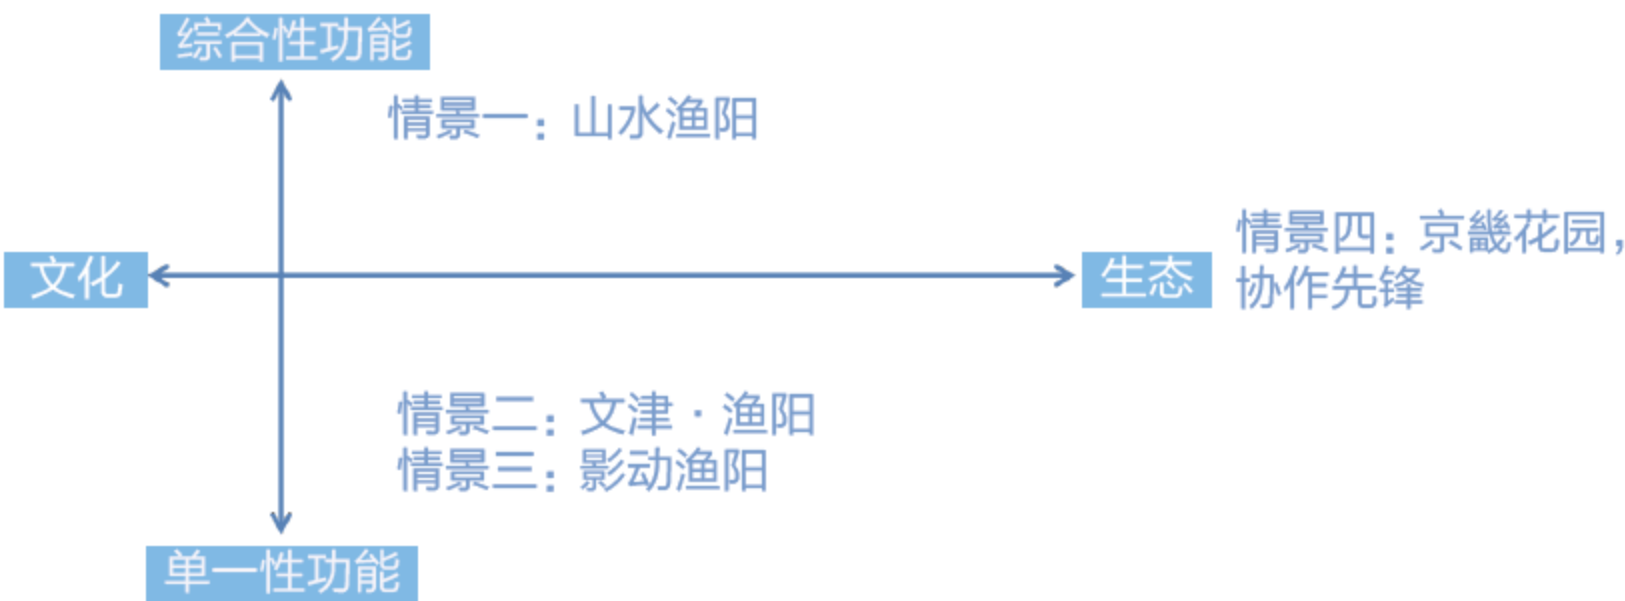 综合性功能
情景一：山水渔阳
文化
生态
情景四：京畿花园，
协作先锋
情景二：文津·渔阳
情景三：影动渔阳
单一性功能